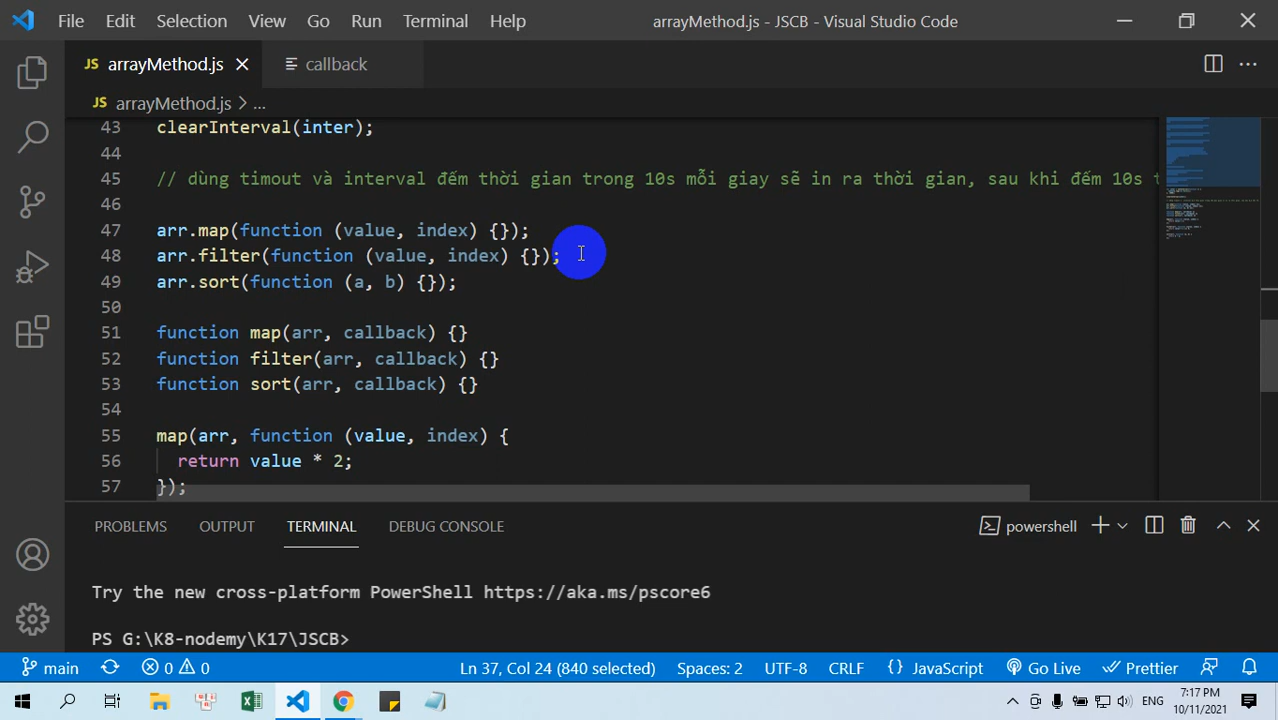 File Edit Selection View Go Run Terminal Help arrayMethod.js - JSCB - Visual Studio Code
JS arrayMethod.js callback
JS arrayMethod.js > ...
43 clearInterval(inter);
44
45 // dùng timout và interval đếm thời gian trong 10s mỗi giay sẽ in ra thời gian, sau khi đếm 10s t
46
47 arr.map(function (value, index) {});
48 arr.filter(function (value, index) {});
49 arr.sort(function (a, b) {});
50
51 function map(arr, callback) {}
52 function filter(arr, callback) {}
53 function sort(arr, callback) {}
54
55 map(arr, function (value, index) {
56 return value * 2;
57 });
PROBLEMS OUTPUT TERMINAL DEBUG CONSOLE powershell
Try the new cross-platform PowerShell https://aka.ms/pscore6
PS G:\K8-nodemy\K17\JSCB>
main 0 0 Ln 37, Col 24 (840 selected) Spaces: 2 UTF-8 CRLF {} JavaScript Go Live Prettier
ENG 7:17 PM
10/11/2021